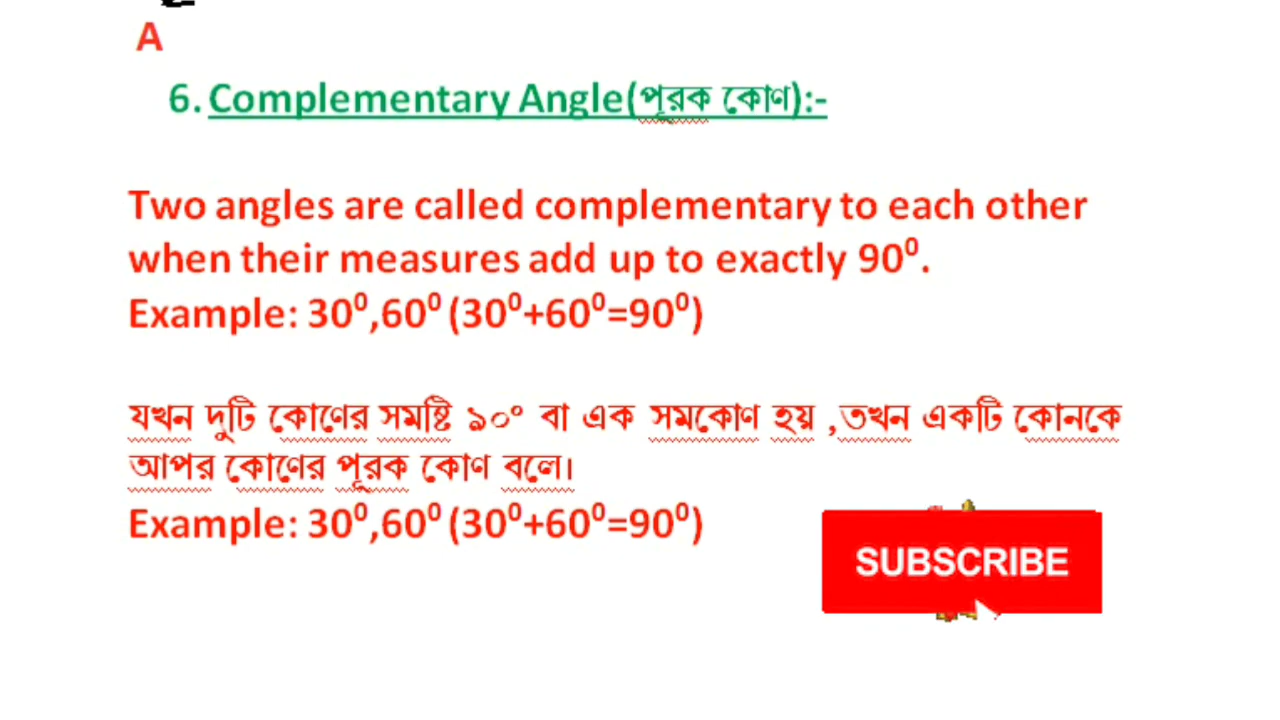 A
6. Complementary Angle(পূরক কোণ):-
Two angles are called complementary to each other
when their measures add up to exactly 90⁰.
Example: 30⁰,60⁰ (30⁰+60⁰=90⁰)
যখন দুটি কোণের সমষ্টি ৯০° বা এক সমকোণ হয় ,তখন একটি কোনকে
আপর কোণের পূরক কোণ বলে।
Example: 30⁰,60⁰ (30⁰+60⁰=90⁰)
SUBSCRIBE